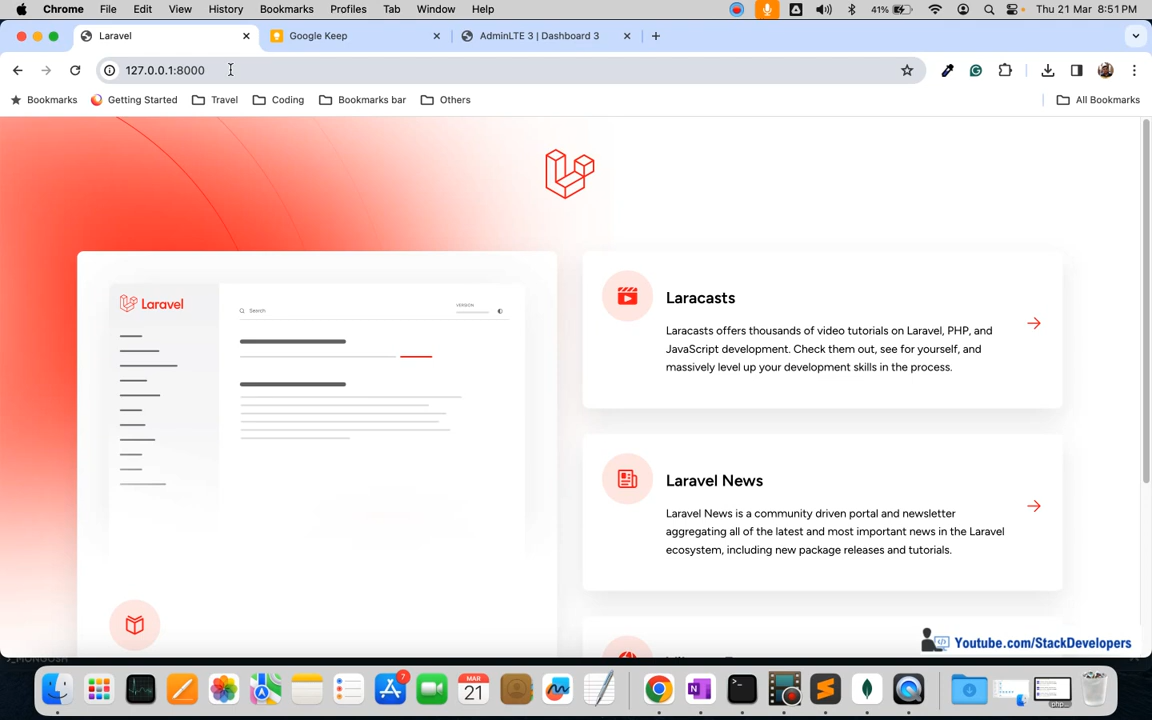 Chrome File Edit View History Bookmarks Profiles Tab Window Help 41% Thu 21 Mar 8:51 PM
Laravel Google Keep AdminLTE 3 | Dashboard 3
127.0.0.1:8000
Bookmarks Getting Started Travel Coding Bookmarks bar Others All Bookmarks
Laravel
Search
VERSION
Laracasts
Laracasts offers thousands of video tutorials on Laravel, PHP, and
JavaScript development. Check them out, see for yourself, and
massively level up your development skills in the process.
Laravel News
Laravel News is a community driven portal and newsletter
aggregating all of the latest and most important news in the Laravel
ecosystem, including new package releases and tutorials.
Youtube.com/StackDevelopers
7
MAR
21
php